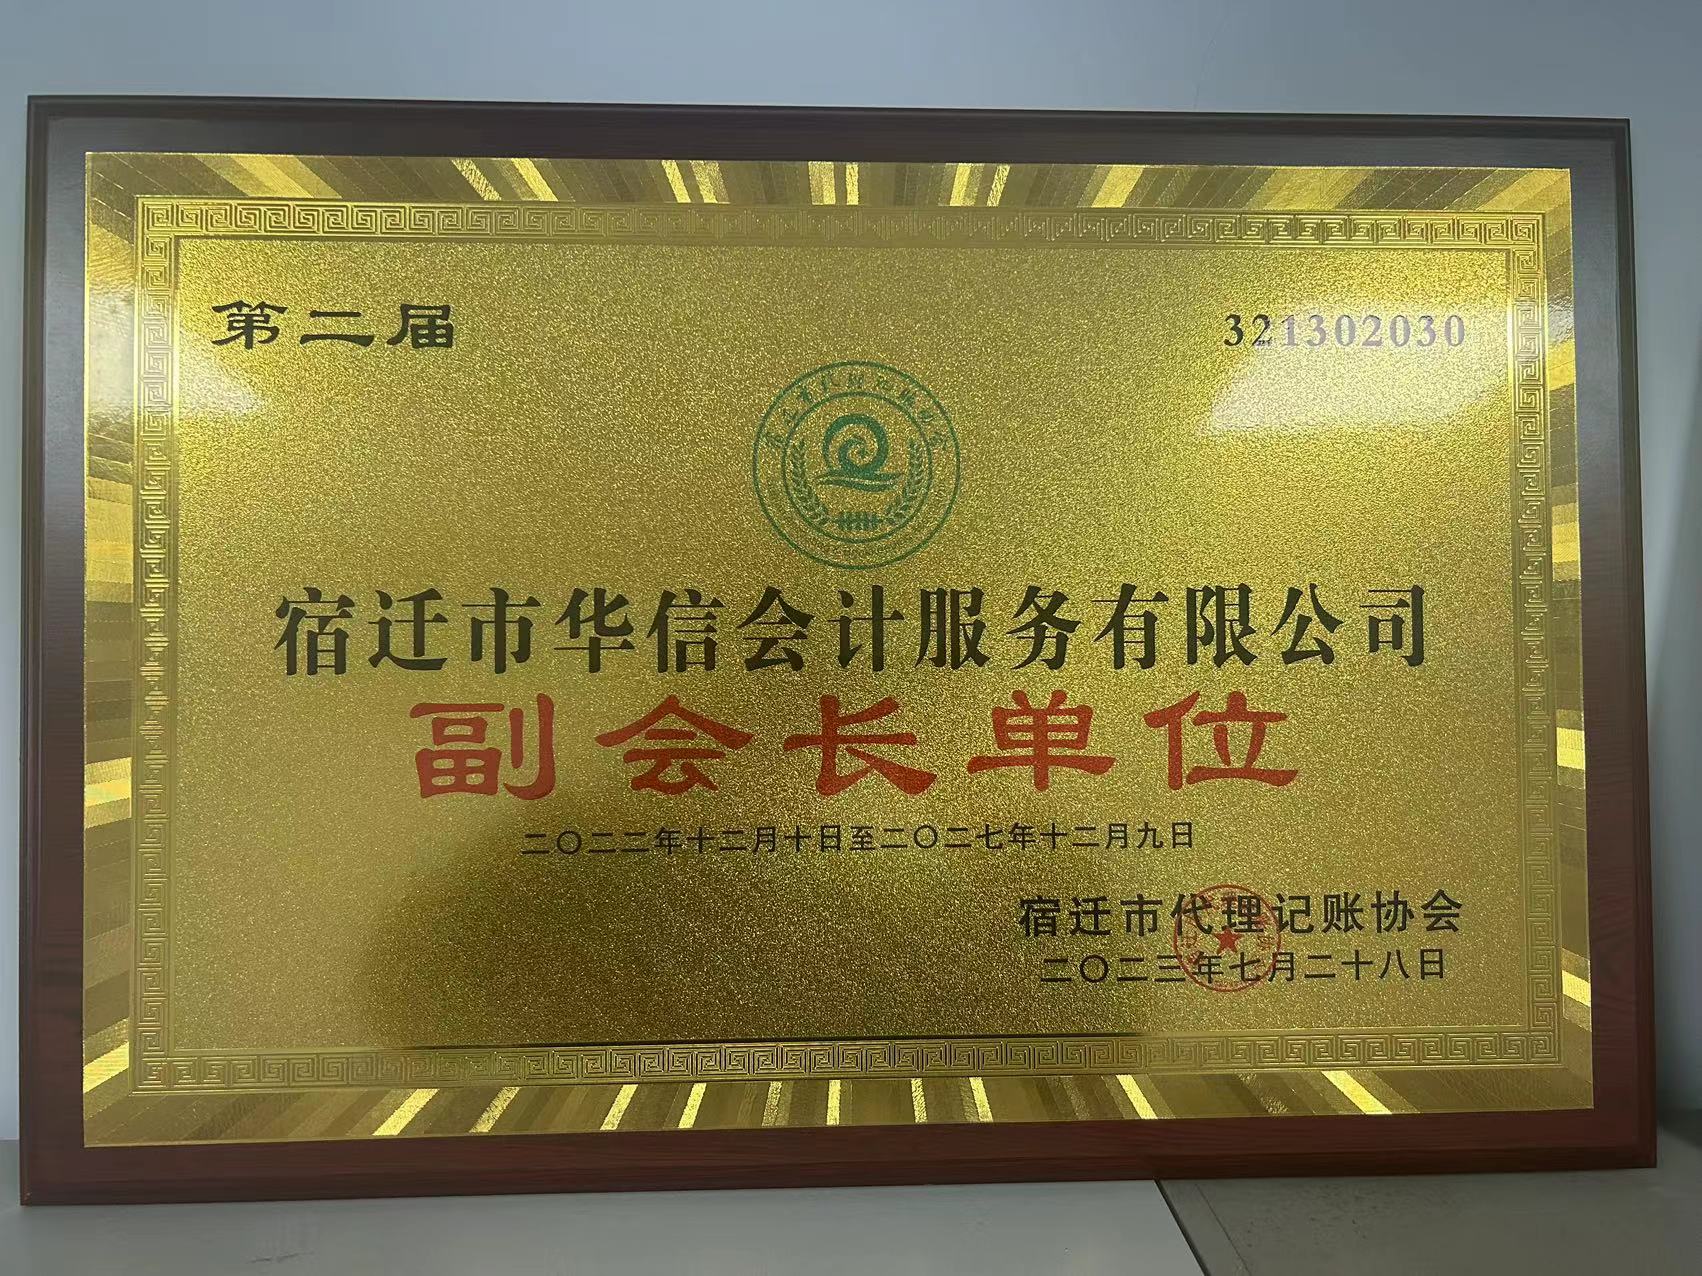 第二届
321302030
宿迁市华信会计服务有限公司
副会长单位
二〇二二年十二月十日至二〇二七年十二月九日
宿迁市代理记账协会
二〇二三年七月二十八日